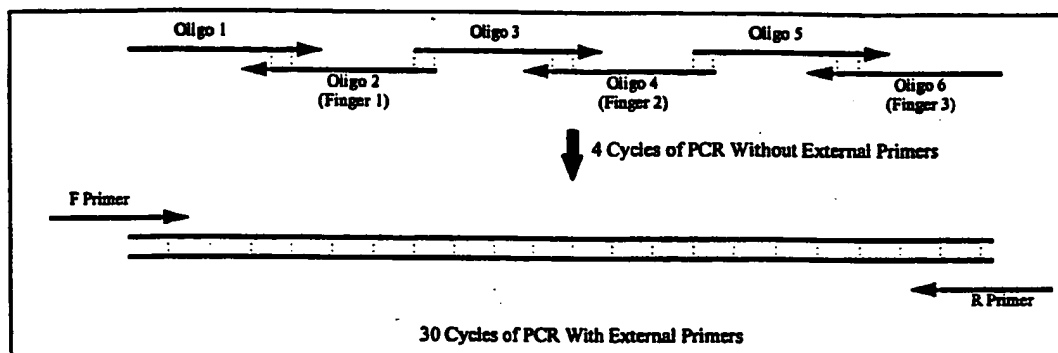 Oligo 1
Oligo 3
Oligo 5
Oligo 2
(Finger 1)
Oligo 4
(Finger 2)
Oligo 6
(Finger 3)
4 Cycles of PCR Without External Primers
F Primer
R Primer
30 Cycles of PCR With External Primers